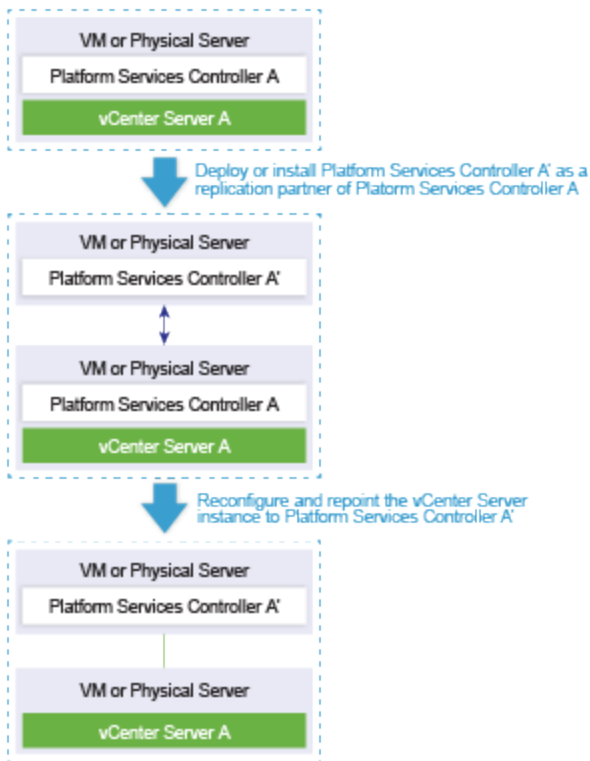 VM or Physical Server
Platform Services Controller A
vCenter Server A
Deploy or install Platform Services Controller A' as a
replication partner of Platorm Services Controller A
VM or Physical Server
Platform Services Controller A'
VM or Physical Server
Platform Services Controller A
vCenter Server A
Reconfigure and repoint the vCenter Server
instance to Platform Services Controller A'
VM or Physical Server
Platform Services Controller A'
VM or Physical Server
vCenter Server A